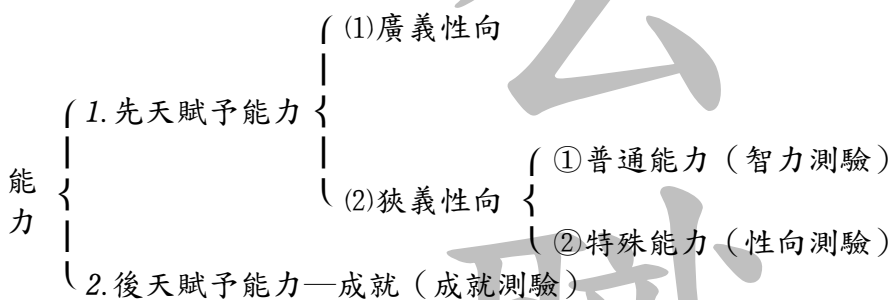 ⑴廣義性向
1.先天賦予能力
①普通能力（智力測驗）
能力
⑵狹義性向
②特殊能力（性向測驗）
2.後天賦予能力—成就（成就測驗）